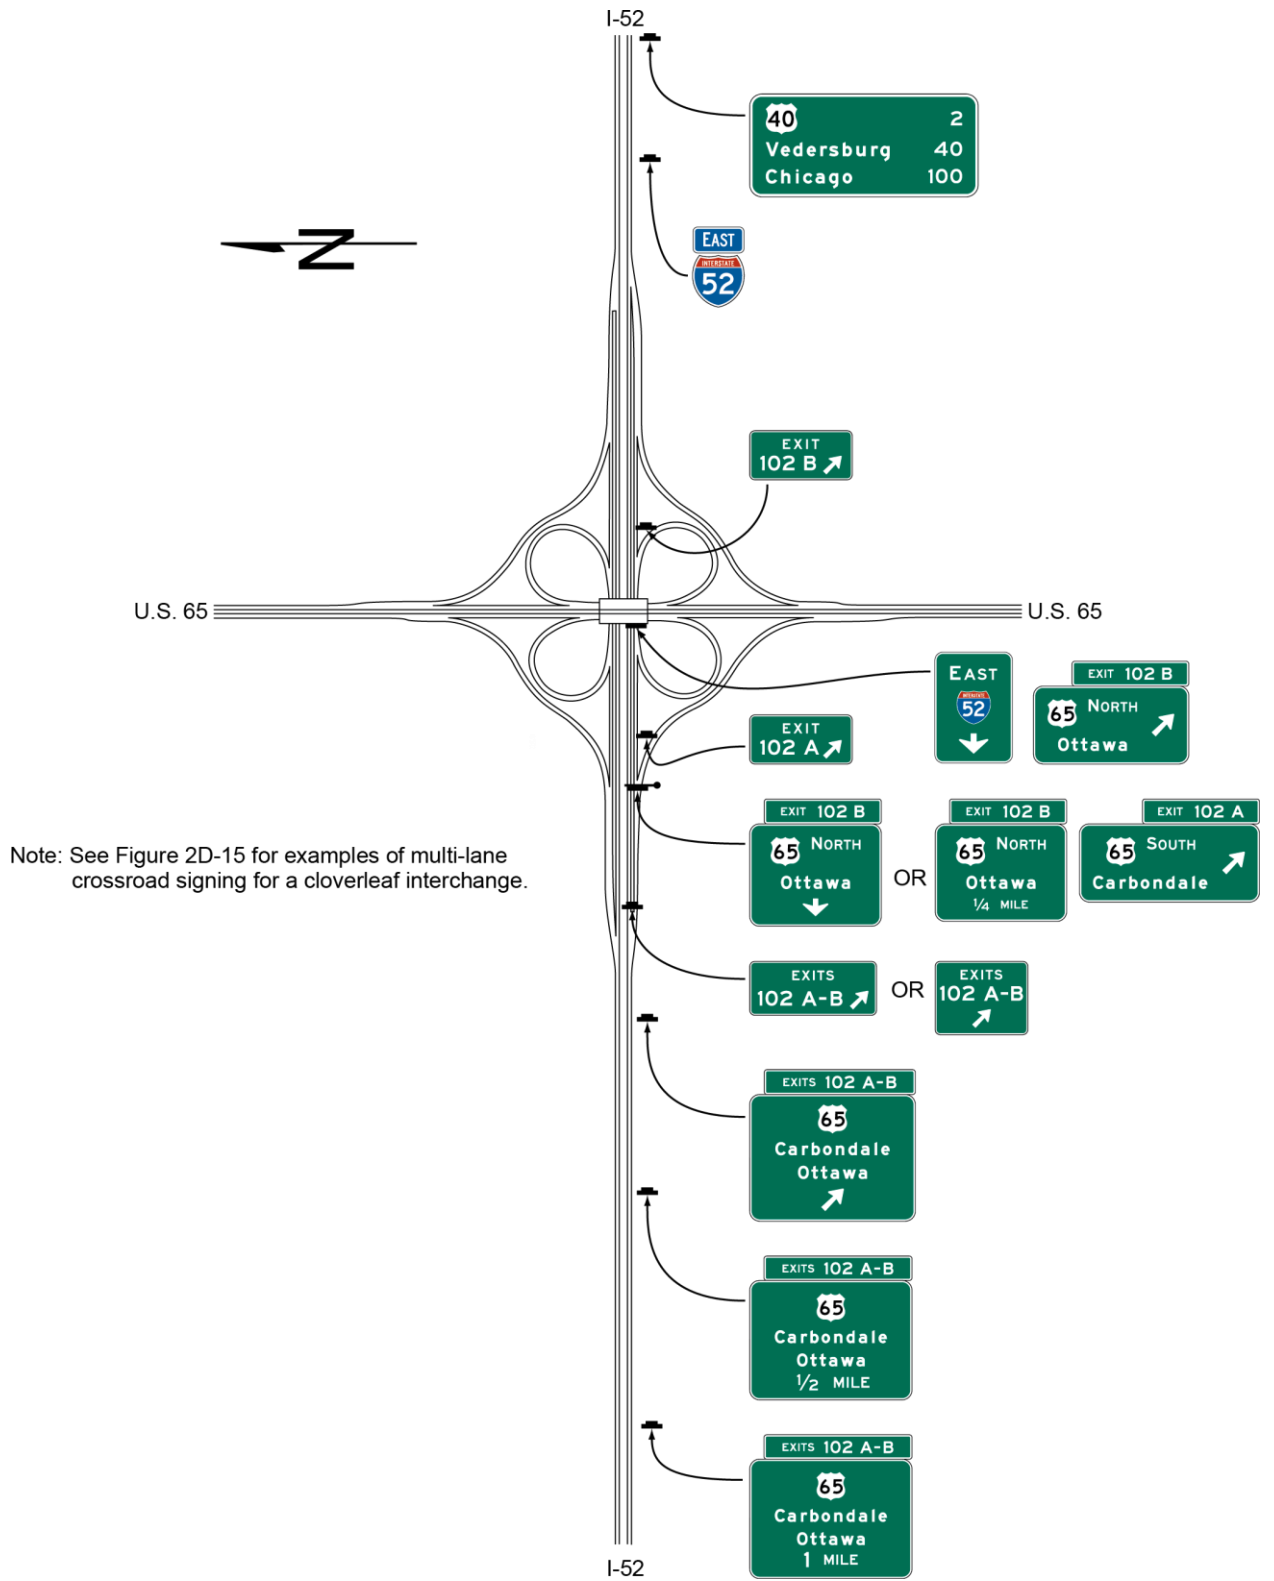 I-52
40 2
Vedersburg 40
Chicago 100
N
EAST
INTERSTATE
52
EXIT
102 B
U.S. 65
U.S. 65
EAST
INTERSTATE
52
EXIT 102 B
65 NORTH
Ottawa
EXIT
102 A
EXIT 102 B
65 NORTH
Ottawa
OR
EXIT 102 B
65 NORTH
Ottawa
1/4 MILE
EXIT 102 A
65 SOUTH
Carbondale
Note: See Figure 2D-15 for examples of multi-lane
crossroad signing for a cloverleaf interchange.
EXITS
102 A-B
OR
EXITS
102 A-B
EXITS 102 A-B
65
Carbondale
Ottawa
EXITS 102 A-B
65
Carbondale
Ottawa
1/2 MILE
EXITS 102 A-B
65
Carbondale
Ottawa
1 MILE
I-52